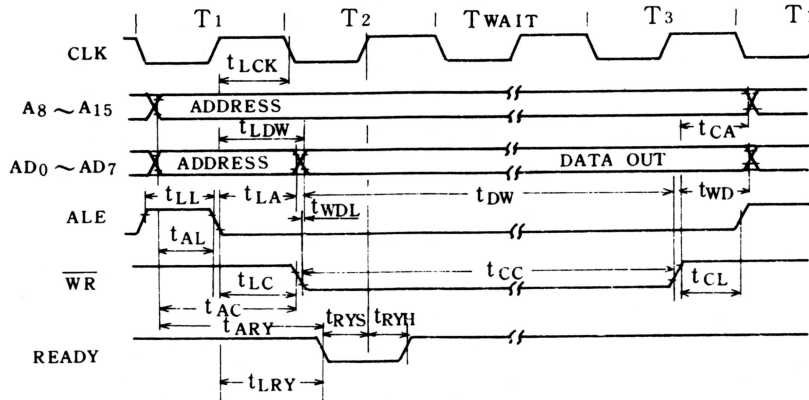 T1 T2 TWAIT T3 T
CLK
tLCK
A8 ~ A15 ADDRESS
tLDW tCA
AD0 ~ AD7 ADDRESS DATA OUT
tLL tLA tDW tWD
tWDL
ALE
tAL
tCC
WR
tLC tCL
tAC
tARY tRYS tRYH
READY
tLRY